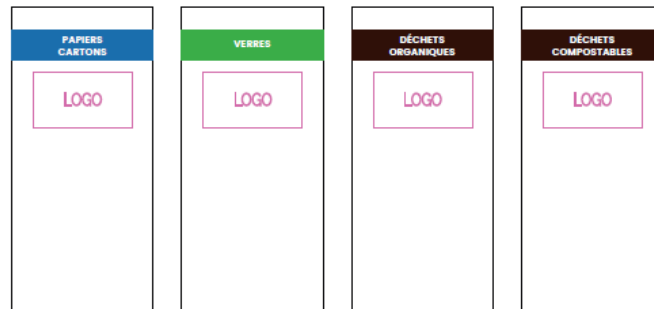 PAPIERS
CARTONS
LOGO
VERRES
LOGO
DÉCHETS
ORGANIQUES
LOGO
DÉCHETS
COMPOSTABLES
LOGO